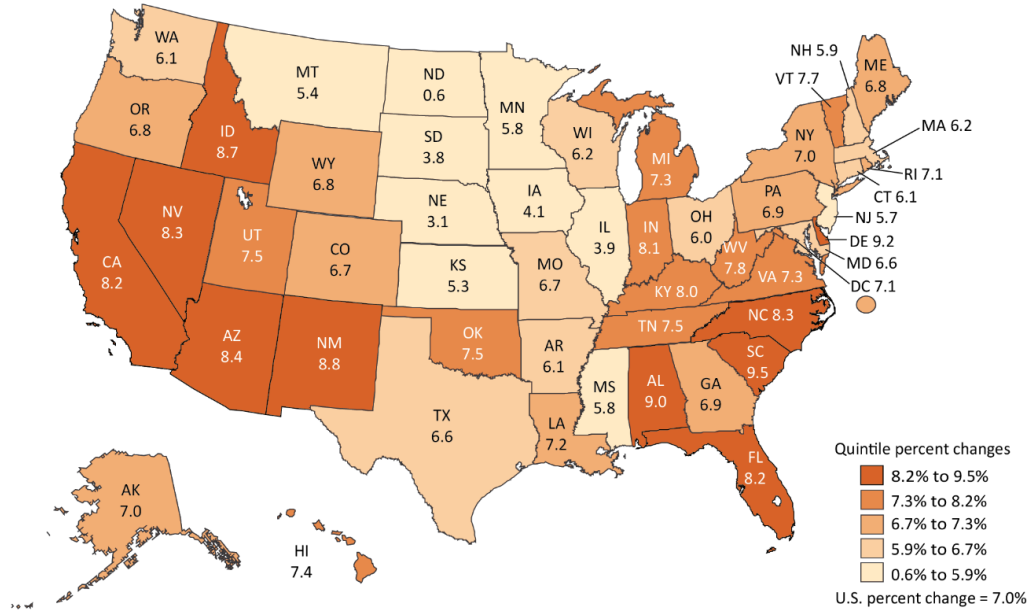 WA
6.1
OR
6.8
CA
8.2
ID
8.7
NV
8.3
MT
5.4
WY
6.8
UT
7.5
AZ
8.4
CO
6.7
NM
8.8
ND
0.6
SD
3.8
NE
3.1
KS
5.3
OK
7.5
TX
6.6
MN
5.8
IA
4.1
MO
6.7
AR
6.1
LA
7.2
WI
6.2
IL
3.9
MS
5.8
MI
7.3
IN
8.1
OH
6.0
KY 8.0
TN 7.5
AL
9.0
GA
6.9
FL
8.2
SC
9.5
NC 8.3
VA 7.3
WV
7.8
PA
6.9
NY
7.0
VT 7.7
NH 5.9
ME
6.8
MA 6.2
RI 7.1
CT 6.1
NJ 5.7
DE 9.2
MD 6.6
DC 7.1
AK
7.0
HI
7.4
Quintile percent changes
8.2% to 9.5%
7.3% to 8.2%
6.7% to 7.3%
5.9% to 6.7%
0.6% to 5.9%
U.S. percent change = 7.0%